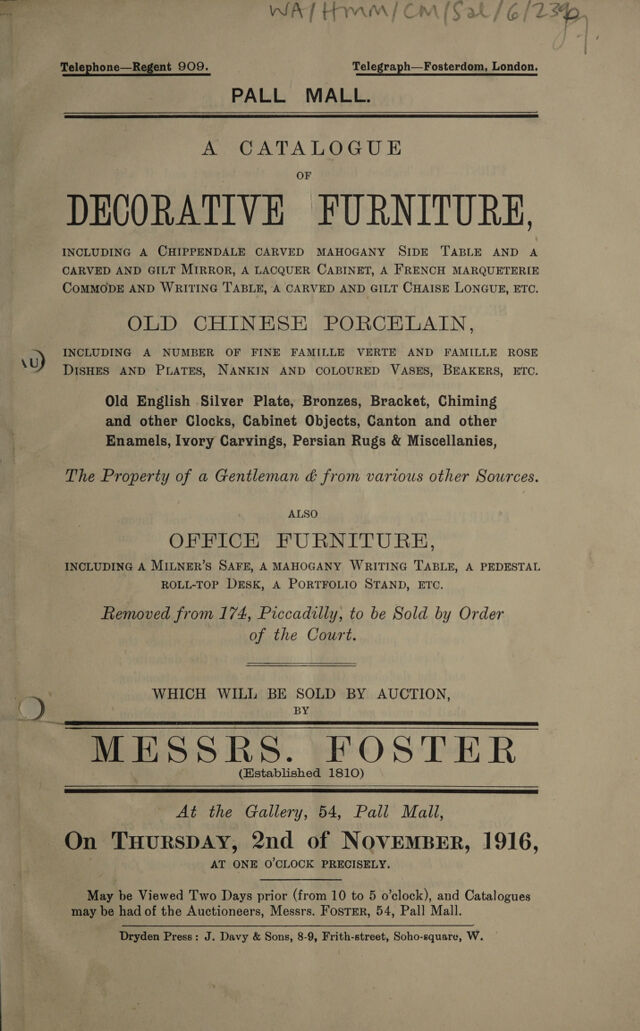 WA/HMM/CM/Sal/6/239
Telephone—Regent 909. Telegraph—Fosterdom, London.
PALL MALL.
A CATALOGUE
OF
DECORATIVE FURNITURE,
INCLUDING A CHIPPENDALE CARVED MAHOGANY SIDE TABLE AND A
CARVED AND GILT MIRROR, A LACQUER CABINET, A FRENCH MARQUETERIE
COMMODE AND WRITING TABLE, A CARVED AND GILT CHAISE LONGUE, ETC.
OLD CHINESE PORCELAIN,
INCLUDING A NUMBER OF FINE FAMILLE VERTE AND FAMILLE ROSE
DISHES AND PLATES, NANKIN AND COLOURED VASES, BEAKERS, ETC.
Old English Silver Plate, Bronzes, Bracket, Chiming
and other Clocks, Cabinet Objects, Canton and other
Enamels, Ivory Carvings, Persian Rugs & Miscellanies,
The Property of a Gentleman & from various other Sources.
ALSO
OFFICE FURNITURE,
INCLUDING A MILNER'S SAFE, A MAHOGANY WRITING TABLE, A PEDESTAL
ROLL-TOP DESK, A PORTFOLIO STAND, ETC.
Removed from 174, Piccadilly, to be Sold by Order
of the Court.
WHICH WILL BE SOLD BY AUCTION,
BY
MESSRS. FOSTER
(Established 1810)
At the Gallery, 54, Pall Mall,
On THURSDAY, 2nd of NOVEMBER, 1916,
AT ONE O'CLOCK PRECISELY.
May be Viewed Two Days prior (from 10 to 5 o'clock), and Catalogues
may be had of the Auctioneers, Messrs. FOSTER, 54, Pall Mall.
Dryden Press: J. Davy & Sons, 8-9, Frith-street, Soho-square, W.